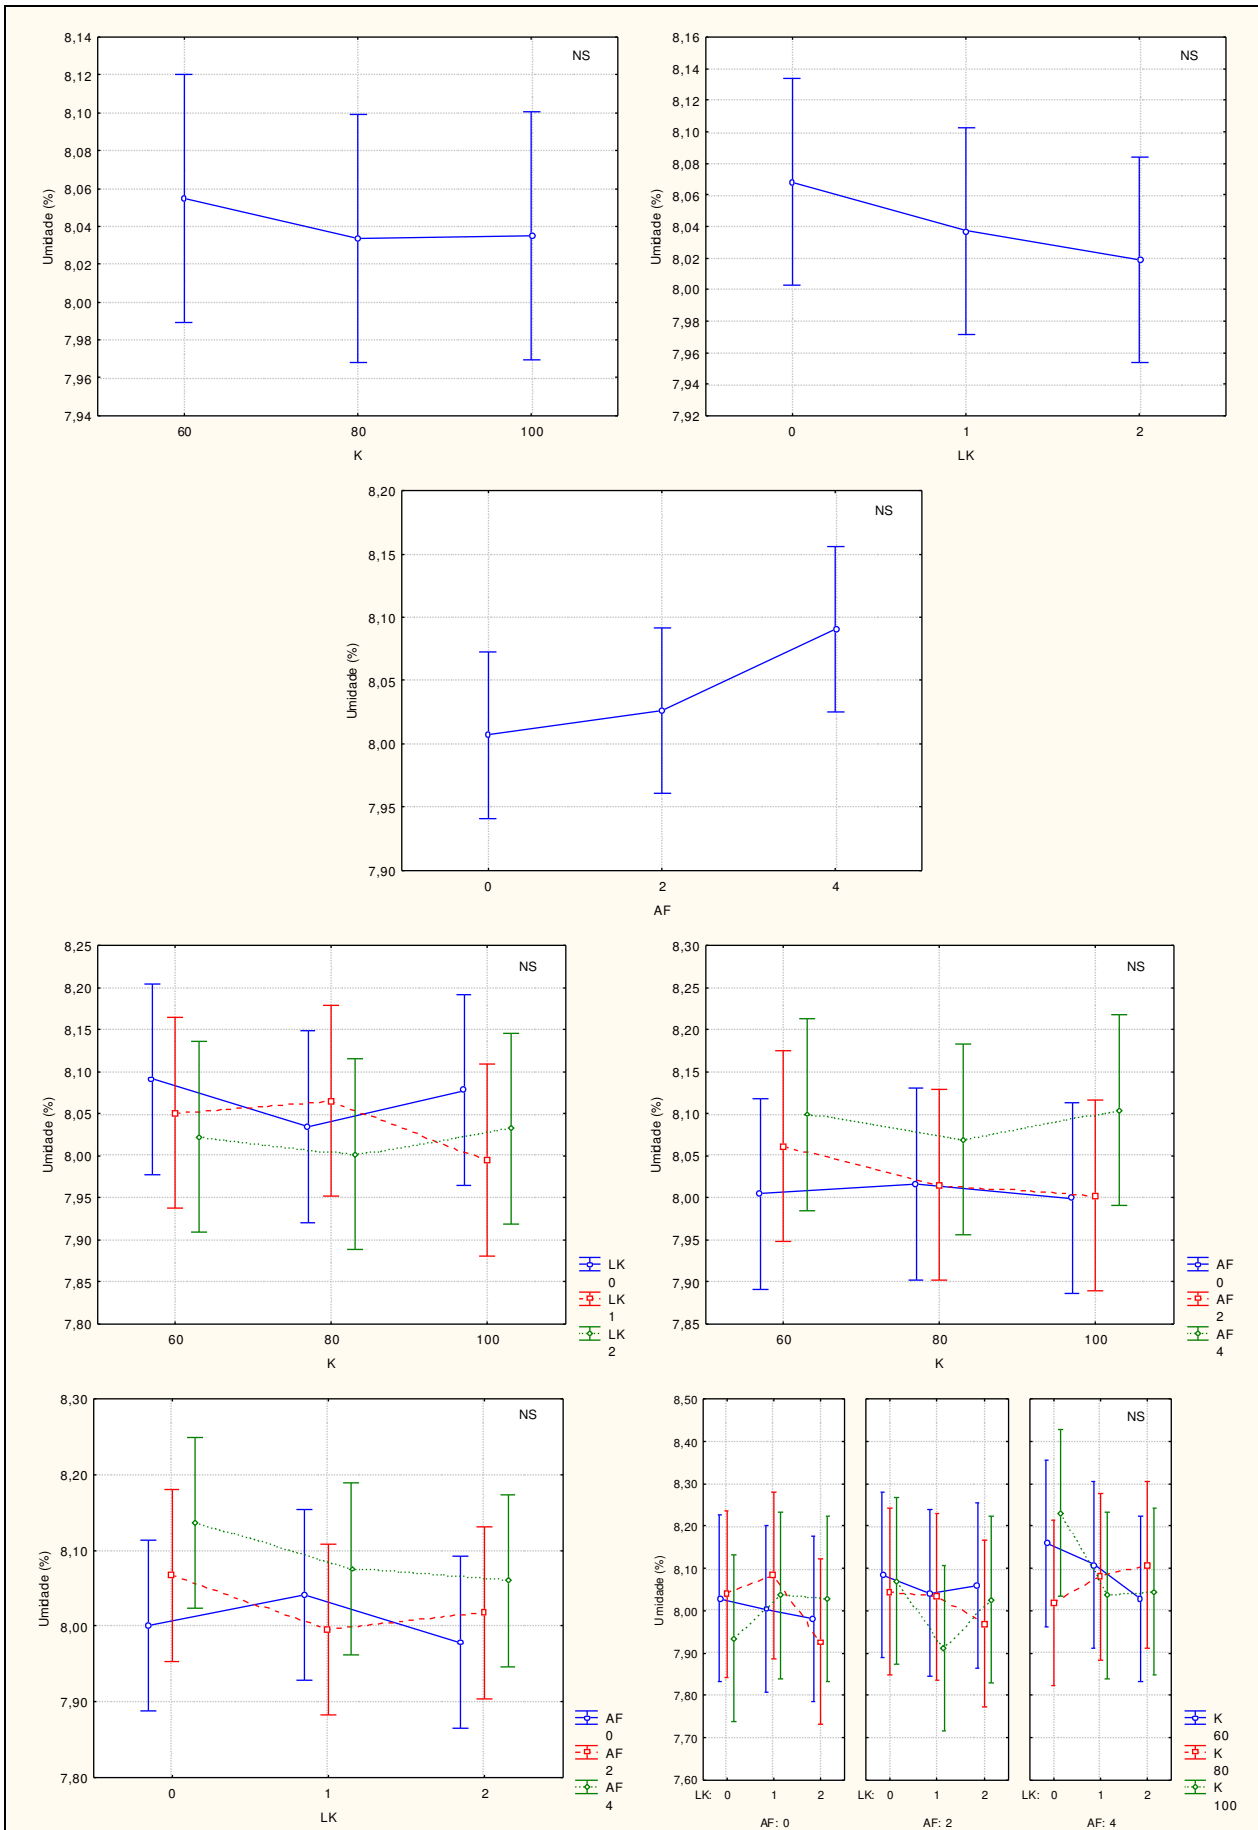 8,14
8,12
8,10
8,08
8,06
8,04
8,02
8,00
7,98
7,96
7,94
Umidade (%)
NS
60 80 100
K
8,16
8,14
8,12
8,10
8,08
8,06
8,04
8,02
8,00
7,98
7,96
7,94
7,92
Umidade (%)
NS
0 1 2
LK
8,20
8,15
8,10
8,05
8,00
7,95
7,90
Umidade (%)
NS
0 2 4
AF
8,25
8,20
8,15
8,10
8,05
8,00
7,95
7,90
7,85
7,80
Umidade (%)
NS
60 80 100
K
LK
0
LK
1
LK
2
8,30
8,25
8,20
8,15
8,10
8,05
8,00
7,95
7,90
7,85
Umidade (%)
NS
60 80 100
K
AF
0
AF
2
AF
4
8,30
8,20
8,10
8,00
7,90
7,80
Umidade (%)
NS
0 1 2
LK
AF
0
AF
2
AF
4
8,50
8,40
8,30
8,20
8,10
8,00
7,90
7,80
7,70
7,60
Umidade (%)
NS
LK: 0 1 2
AF: 0
LK: 0 1 2
AF: 2
LK: 0 1 2
AF: 4
K
60
K
80
K
100